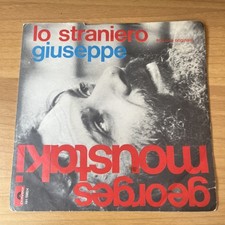 lo straniero
giuseppe
georges
moustaki